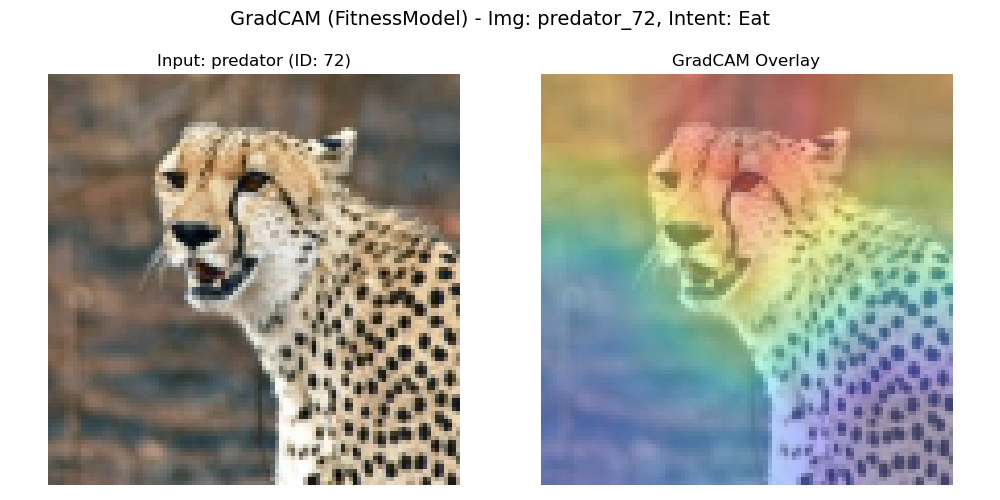 GradCAM (FitnessModel) - Img: predator_72, Intent: Eat
Input: predator (ID: 72)
GradCAM Overlay